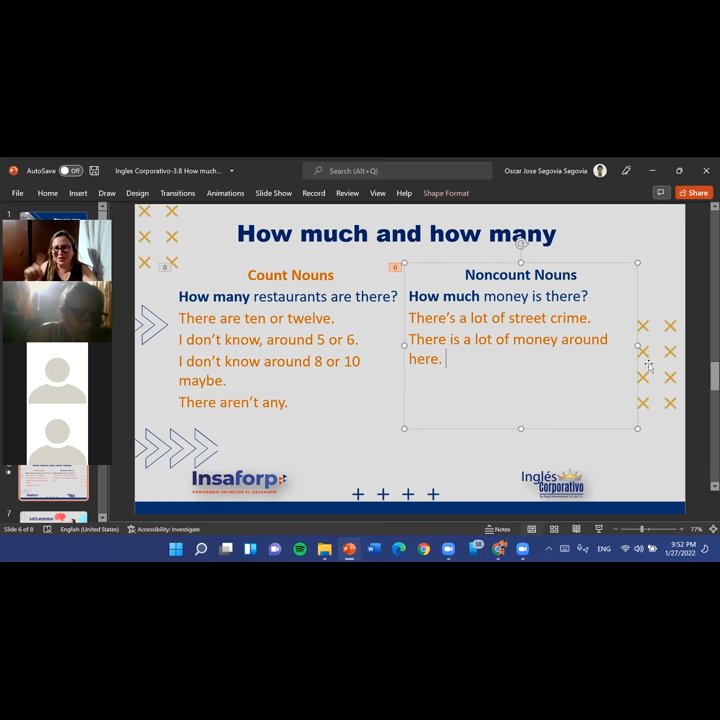 AutoSave Off Ingles Corporativo-3.8 How much... Search (Alt+Q) Oscar Jose Segovia Segovia
File Home Insert Draw Design Transitions Animations Slide Show Record Review View Help Shape Format Share
1
How much and how many
0
0
Count Nouns
How many restaurants are there?
There are ten or twelve.
I don't know, around 5 or 6.
I don't know around 8 or 10
maybe.
There aren't any.
Noncount Nouns
How much money is there?
There's a lot of street crime.
There is a lot of money around
here.
Insaforp
FORMANDO UN MEJOR EL SALVADOR
Inglés
Corporativo
7
Slide 6 of 8 English (United States) Accessibility: Investigate Notes 77%
ENG 9:52 PM
1/27/2022